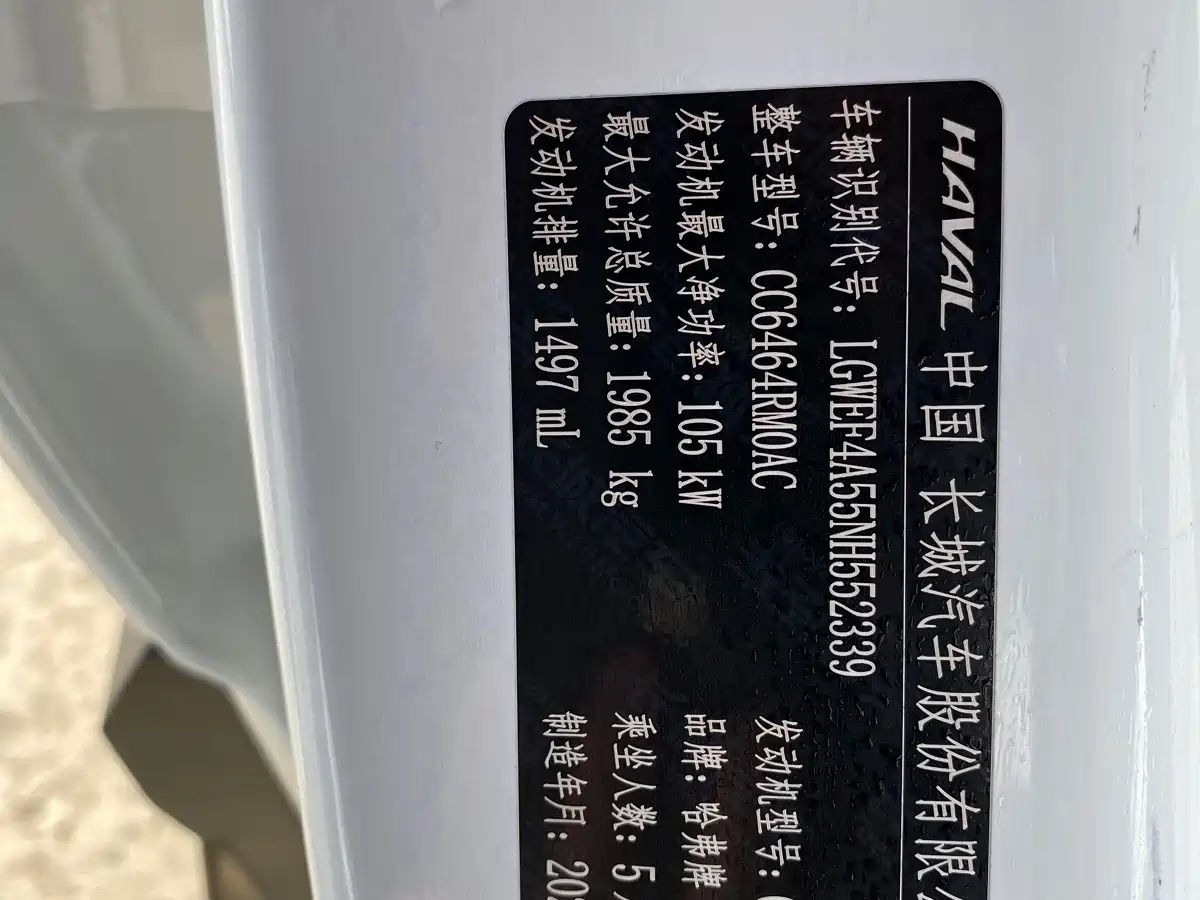 HAVAL 中国 长城汽车股份有限
车辆识别代号: LGWEF4A55NH552339
整车型号: CC6464RM0AC 发动机型号:
发动机最大净功率: 105 kW 品牌: 哈弗牌
最大允许总质量: 1985 kg 乘坐人数: 5
发动机排量: 1497 mL 制造年月: 202